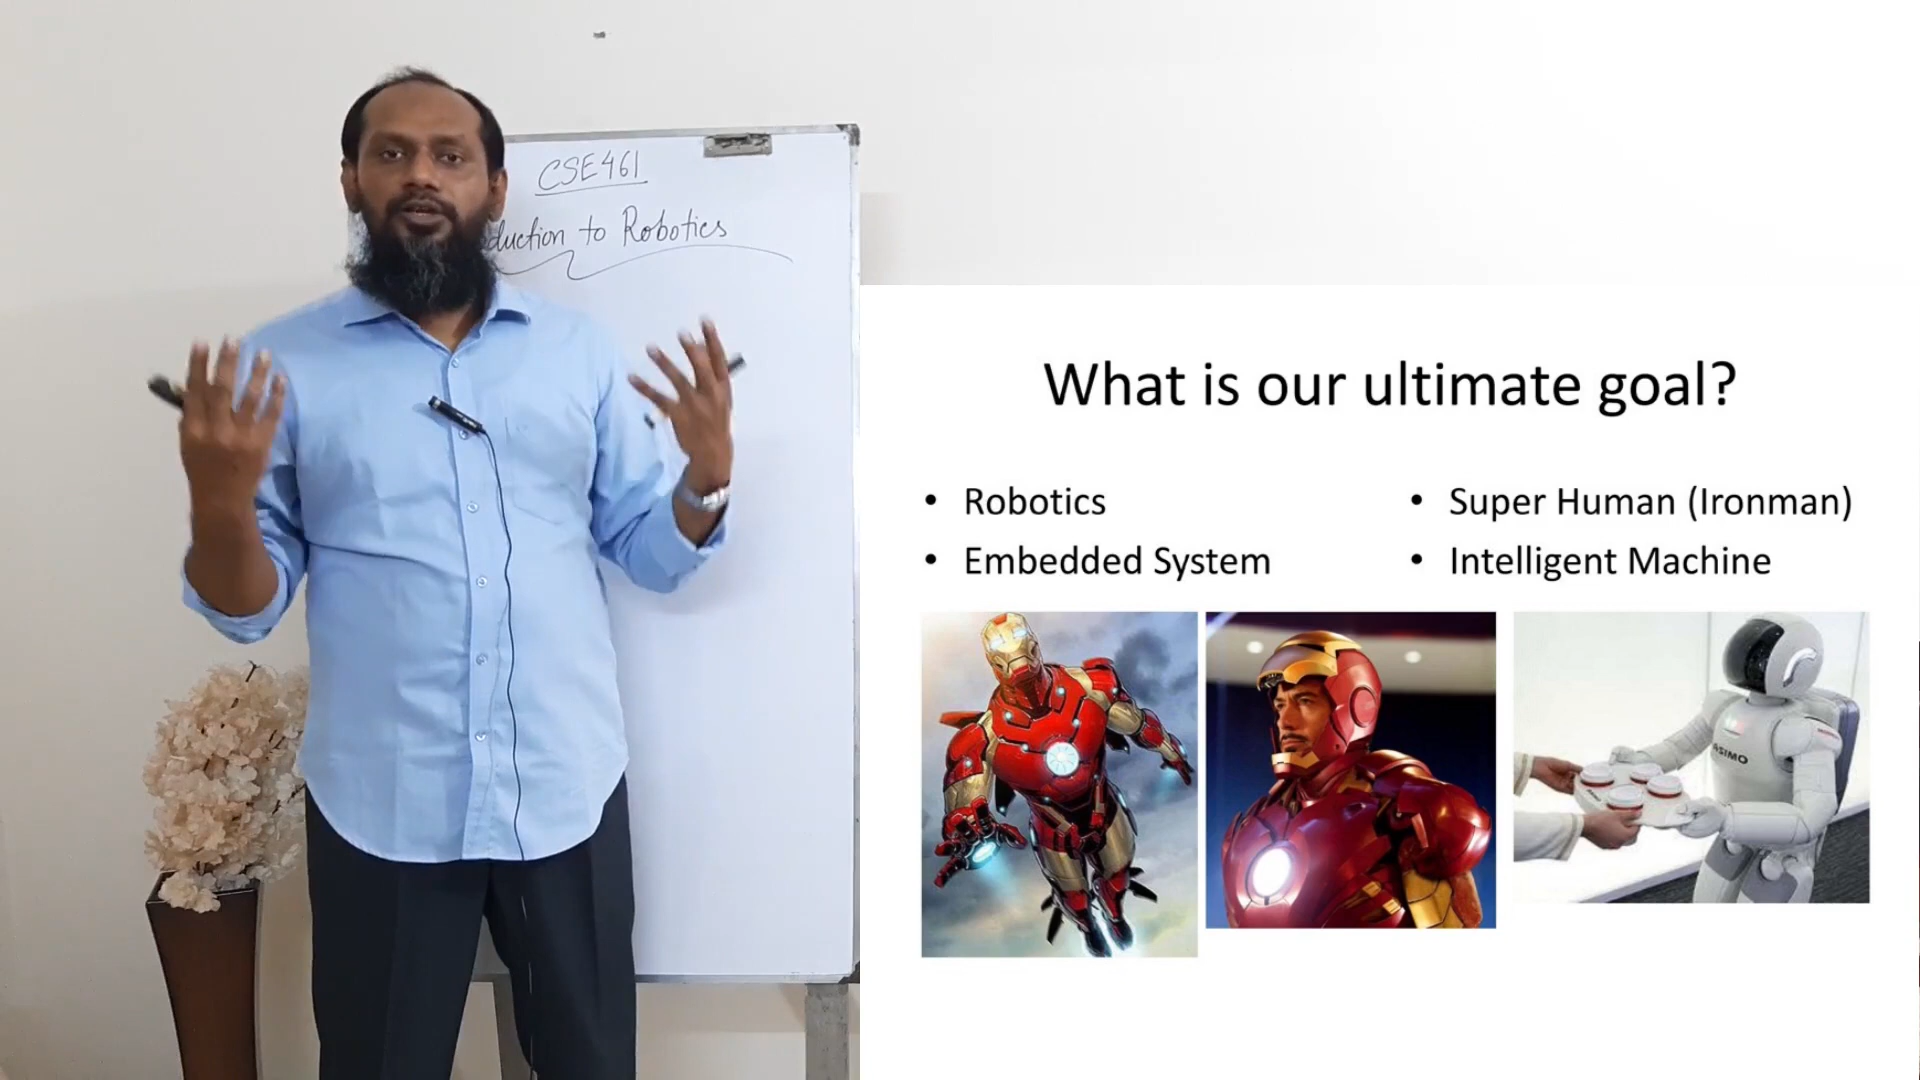 CSE461
duction to Robotics
What is our ultimate goal?
• Robotics
• Embedded System
• Super Human (Ironman)
• Intelligent Machine
ASIMO